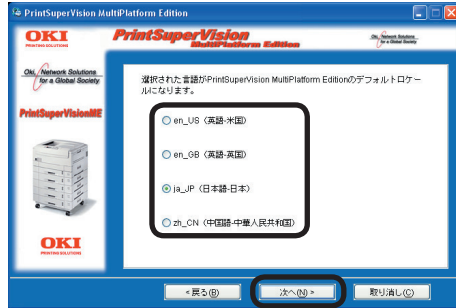 PrintSuperVision MultiPlatform Edition
OKI
PRINTING SOLUTIONS
PrintSuperVision
MultiPlatform Edition
Oki, Network Solutions
for a Global Society
Oki, Network Solutions
for a Global Society
選択された言語がPrintSuperVision MultiPlatform Editionのデフォルトロケー
ルになります。
PrintSuperVisionME
en_US（英語-米国）
en_GB（英語-英国）
ja_JP（日本語-日本）
zh_CN（中国語-中華人民共和国）
OKI
PRINTING SOLUTIONS
<戻る(B)
次へ(N)>
取り消し(C)